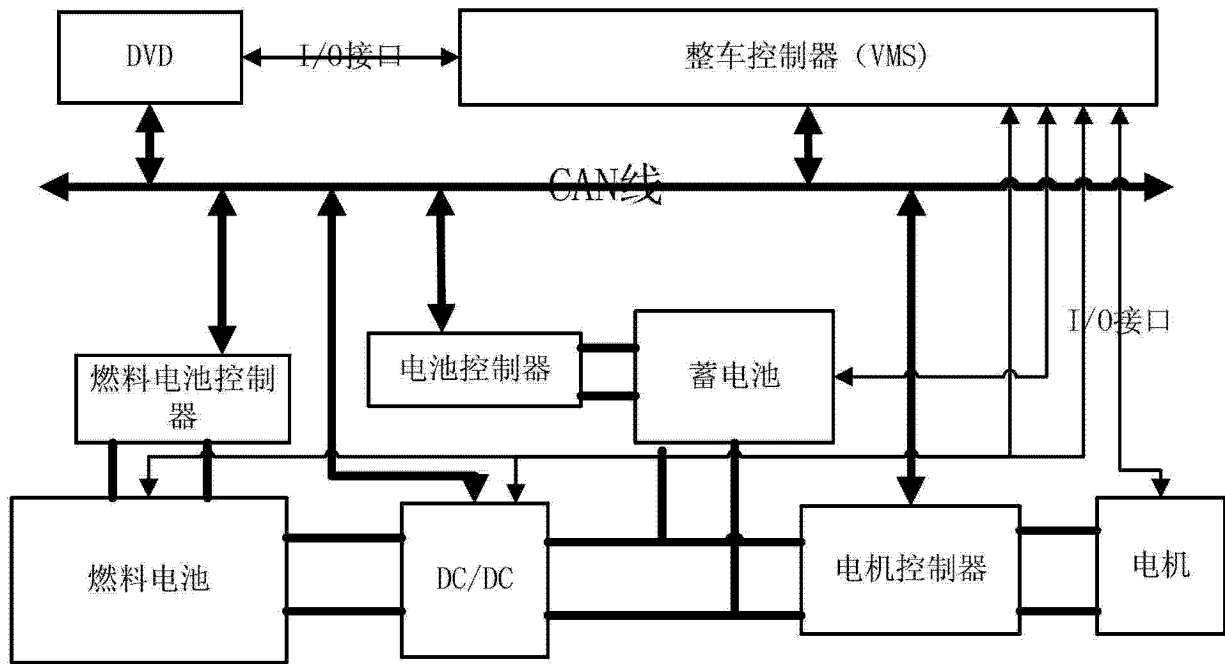 DVD
I/O接口
整车控制器（VMS)
CAN线
I/O接口
燃料电池控制
器
电池控制器
蓄电池
燃料电池
DC/DC
电机控制器
电机